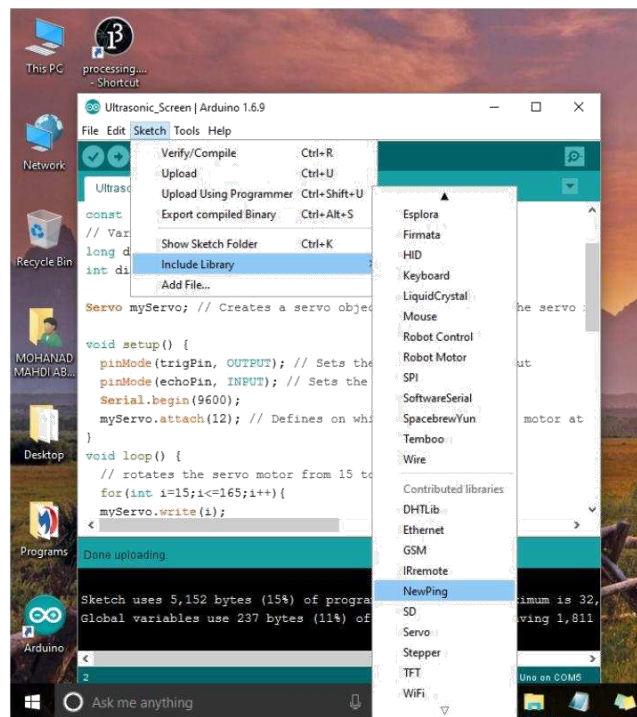 This PC
processing....
- Shortcut
Network
Recycle Bin
MOHANAD
MAHDI AB...
Desktop
Programs
Arduino
Ultrasonic_Screen | Arduino 1.6.9
File Edit Sketch Tools Help
Verify/Compile Ctrl+R
Upload Ctrl+U
Upload Using Programmer Ctrl+Shift+U
Export compiled Binary Ctrl+Alt+S
Show Sketch Folder Ctrl+K
Include Library
Add File...
const
// Var
long d
int di
Servo myServo; // Creates a servo objec he servo
void setup() {
pinMode(trigPin, OUTPUT); // Sets the ut
pinMode(echoPin, INPUT); // Sets the
Serial.begin(9600);
myServo.attach(12); // Defines on whi motor at
}
void loop() {
// rotates the servo motor from 15 to
for(int i=15;i<=165;i++){
myServo.write(i);
Esplora
Firmata
HID
Keyboard
LiquidCrystal
Mouse
Robot Control
Robot Motor
SPI
SoftwareSerial
SpacebrewYun
Temboo
Wire
Contributed libraries
DHTLib
Ethernet
GSM
IRremote
NewPing
SD
Servo
Stepper
TFT
WiFi
Done uploading
Sketch uses 5,152 bytes (15%) of progra imum is 32,
Global variables use 237 bytes (11%) of ving 1,811
2 Uno on COM5
Ask me anything